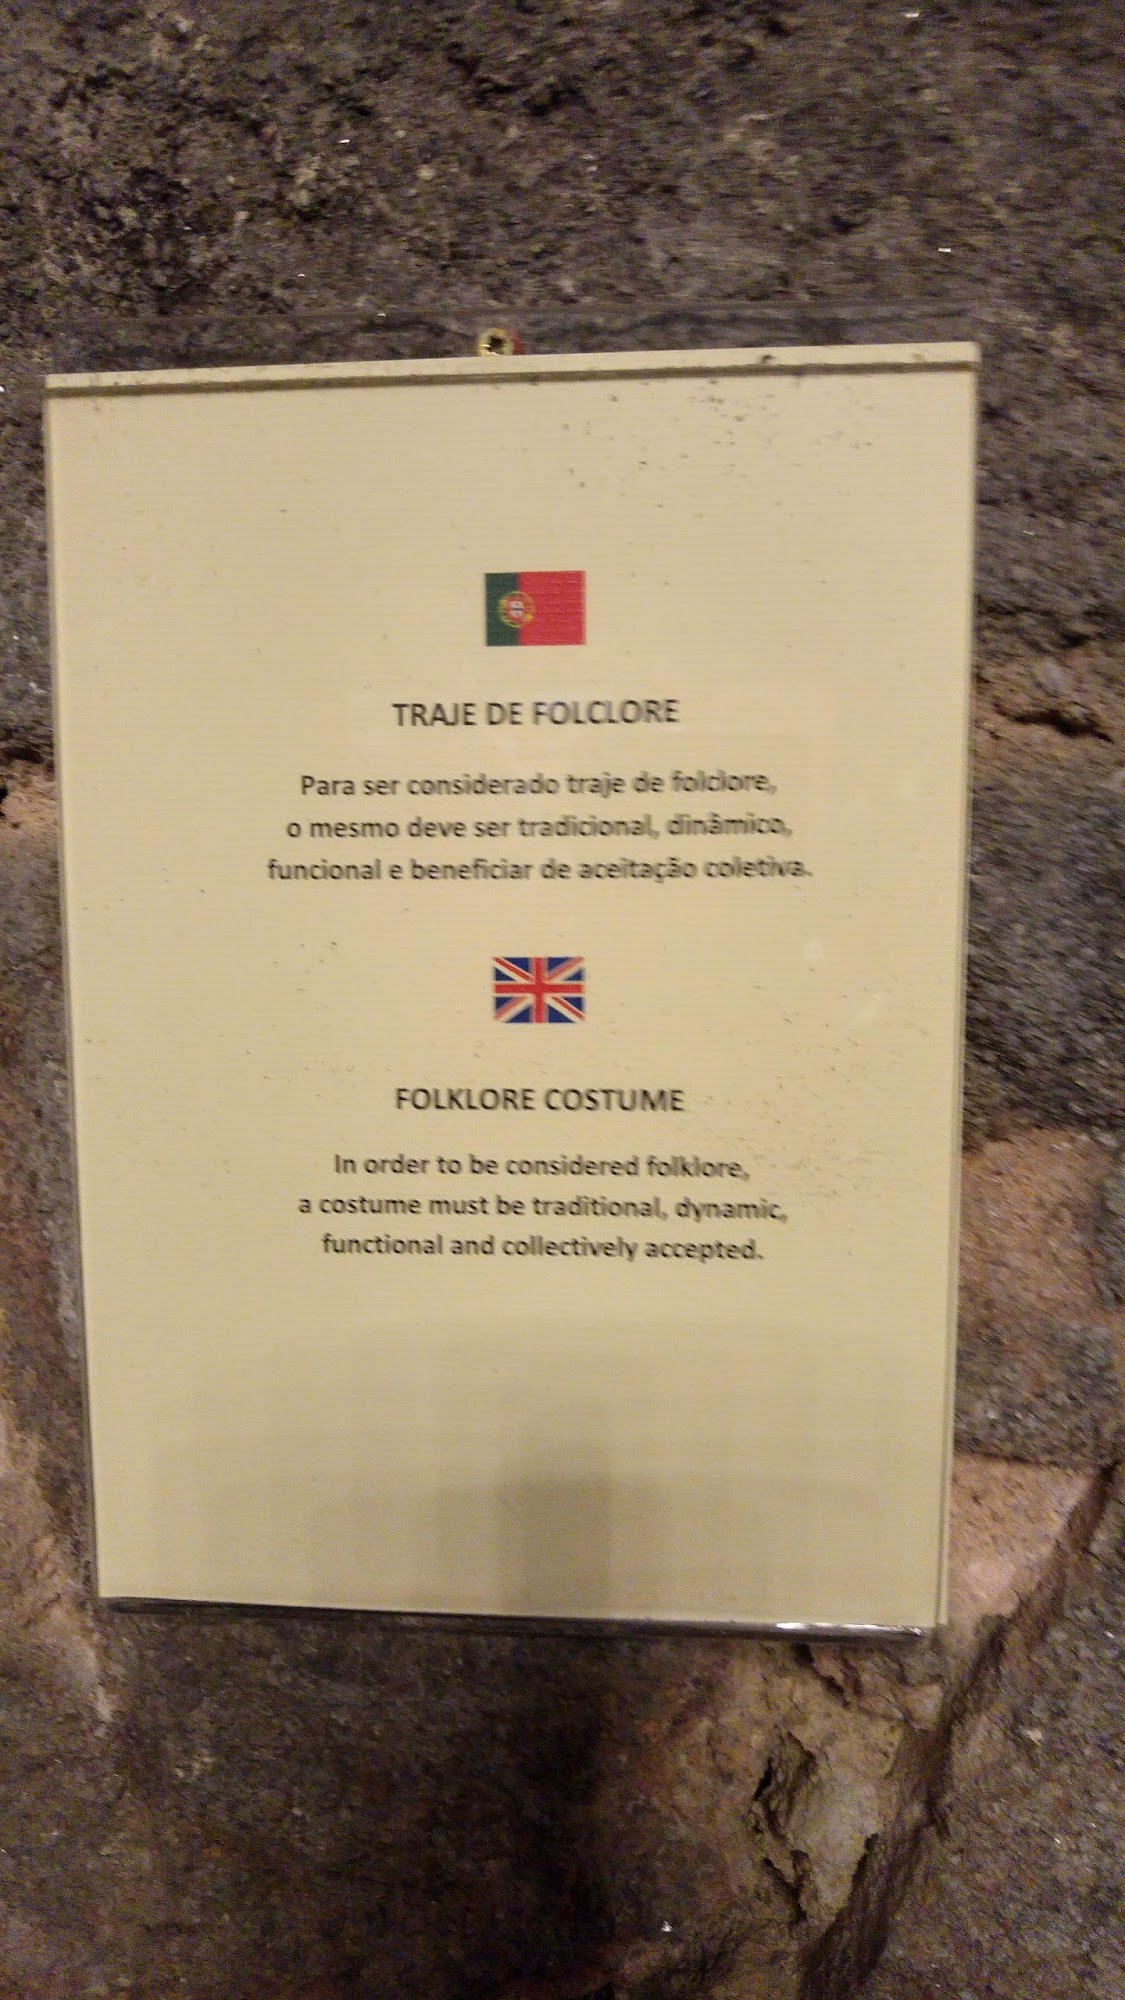 TRAJE DE FOLCLORE
Para ser considerado traje de folclore,
o mesmo deve ser tradicional, dinâmico,
funcional e beneficiar de aceitação coletiva.
FOLKLORE COSTUME
In order to be considered folklore,
a costume must be traditional, dynamic,
functional and collectively accepted.